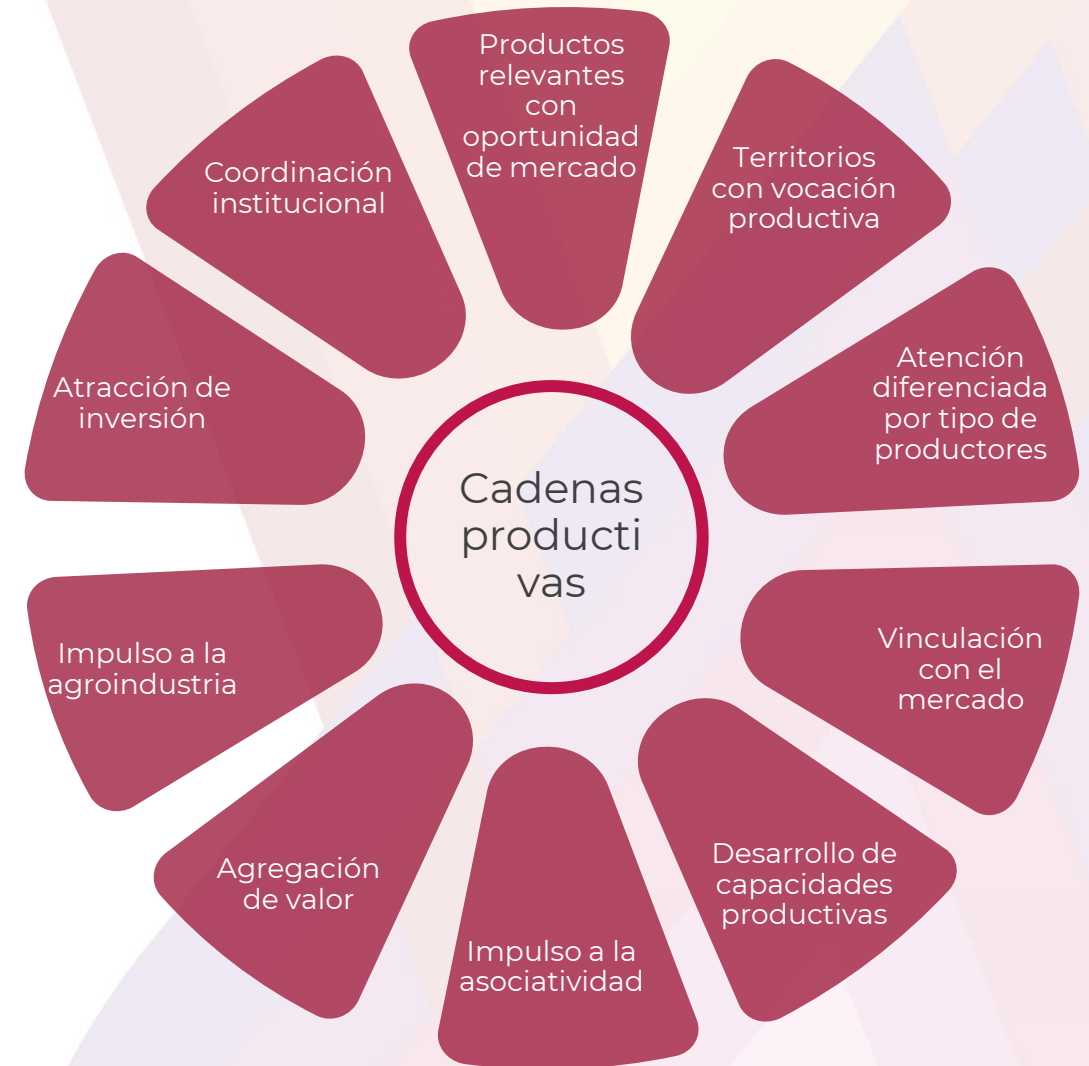 Productos
relevantes
con
oportunidad
de mercado
Territorios
con vocación
productiva
Atención
diferenciada
por tipo de
productores
Vinculación
con el
mercado
Desarrollo de
capacidades
productivas
Impulso a la
asociatividad
Agregación
de valor
Impulso a la
agroindustria
Atracción de
inversión
Coordinación
institucional
Cadenas
producti
vas